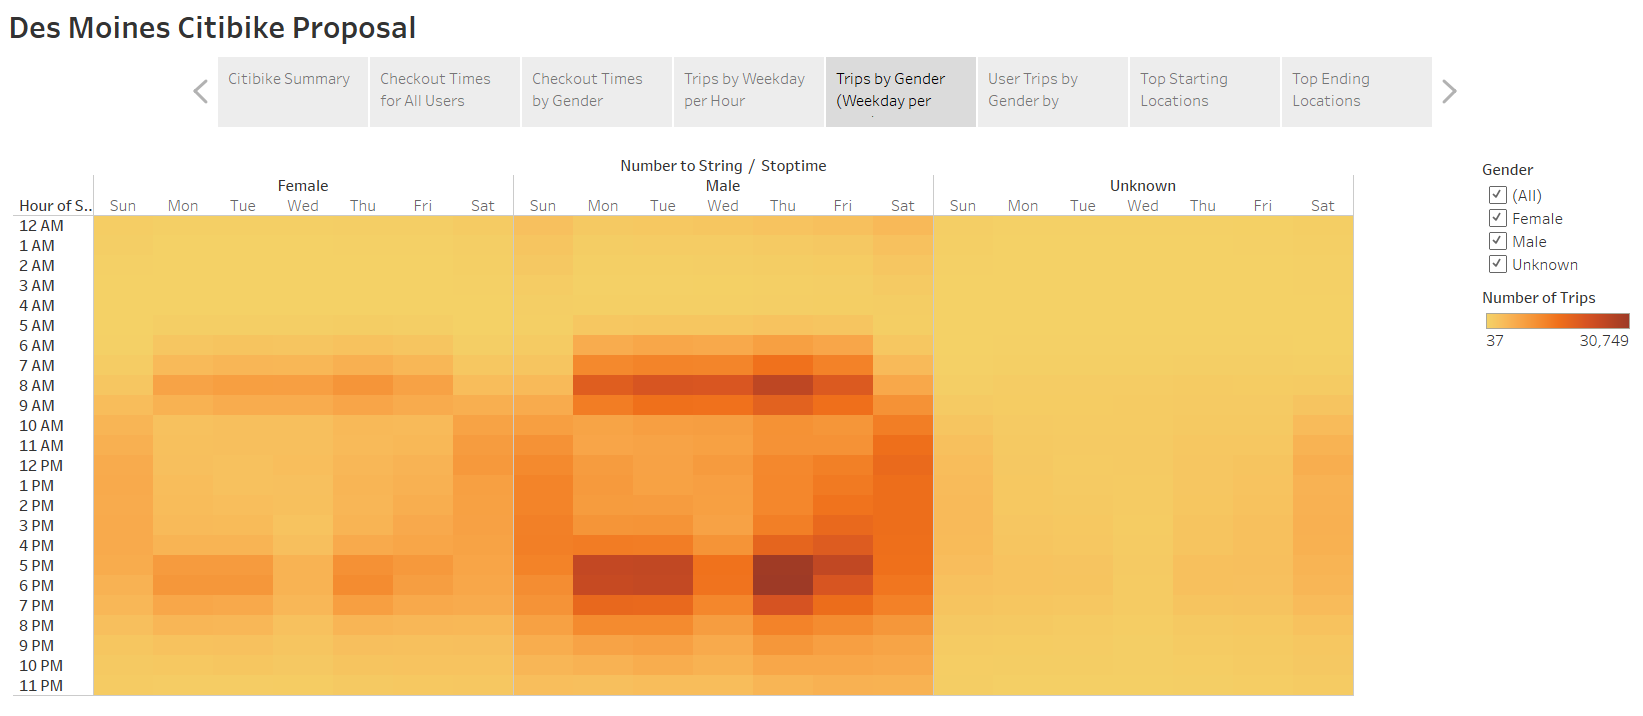 Des Moines Citibike Proposal
Citibike Summary
Checkout Times
for All Users
Checkout Times
by Gender
Trips by Weekday
per Hour
Trips by Gender
(Weekday per
User Trips by
Gender by
Top Starting
Locations
Top Ending
Locations
Number to String / Stoptime
Female Male Unknown
Hour of S.. Sun Mon Tue Wed Thu Fri Sat Sun Mon Tue Wed Thu Fri Sat Sun Mon Tue Wed Thu Fri Sat
12 AM
1 AM
2 AM
3 AM
4 AM
5 AM
6 AM
7 AM
8 AM
9 AM
10 AM
11 AM
12 PM
1 PM
2 PM
3 PM
4 PM
5 PM
6 PM
7 PM
8 PM
9 PM
10 PM
11 PM
Gender
(All)
Female
Male
Unknown
Number of Trips
37 30,749